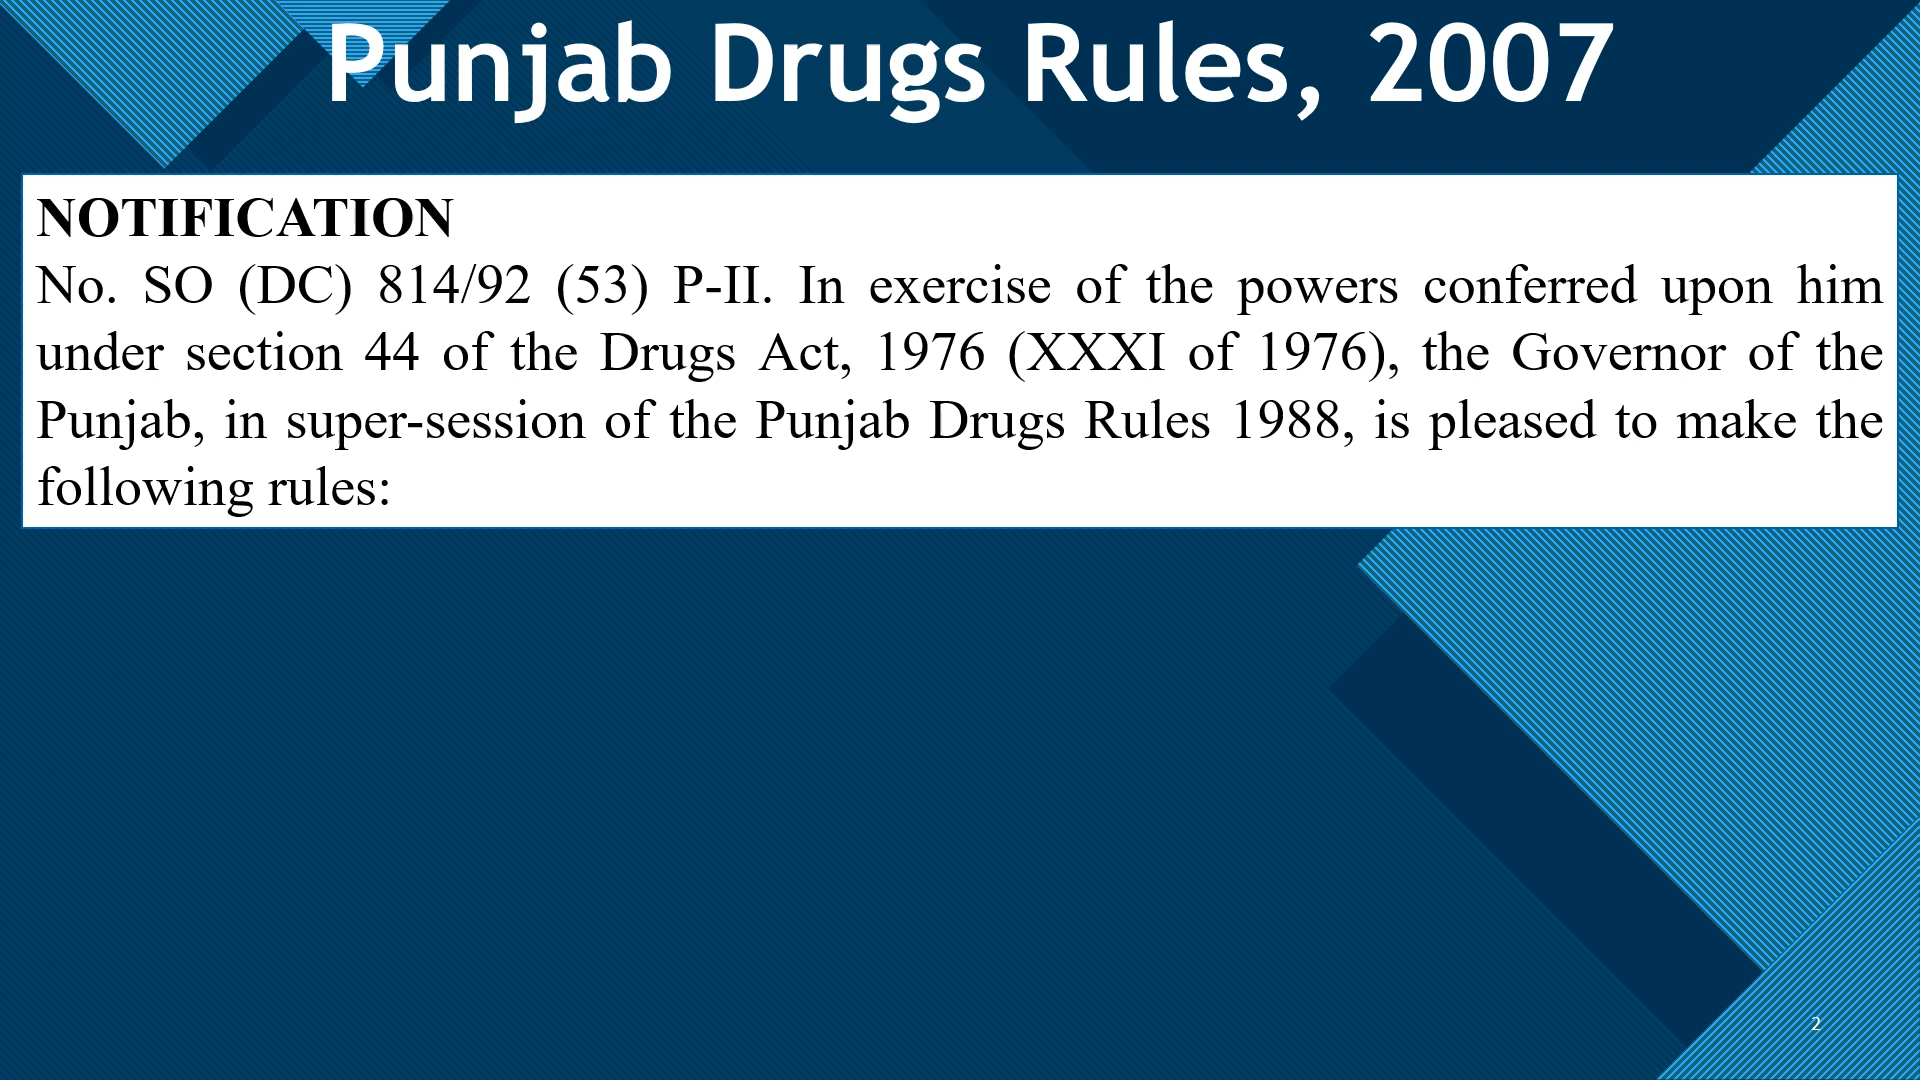 Punjab Drugs Rules, 2007
NOTIFICATION
No. SO (DC) 814/92 (53) P-II. In exercise of the powers conferred upon him
under section 44 of the Drugs Act, 1976 (XXXI of 1976), the Governor of the
Punjab, in super-session of the Punjab Drugs Rules 1988, is pleased to make the
following rules:
2